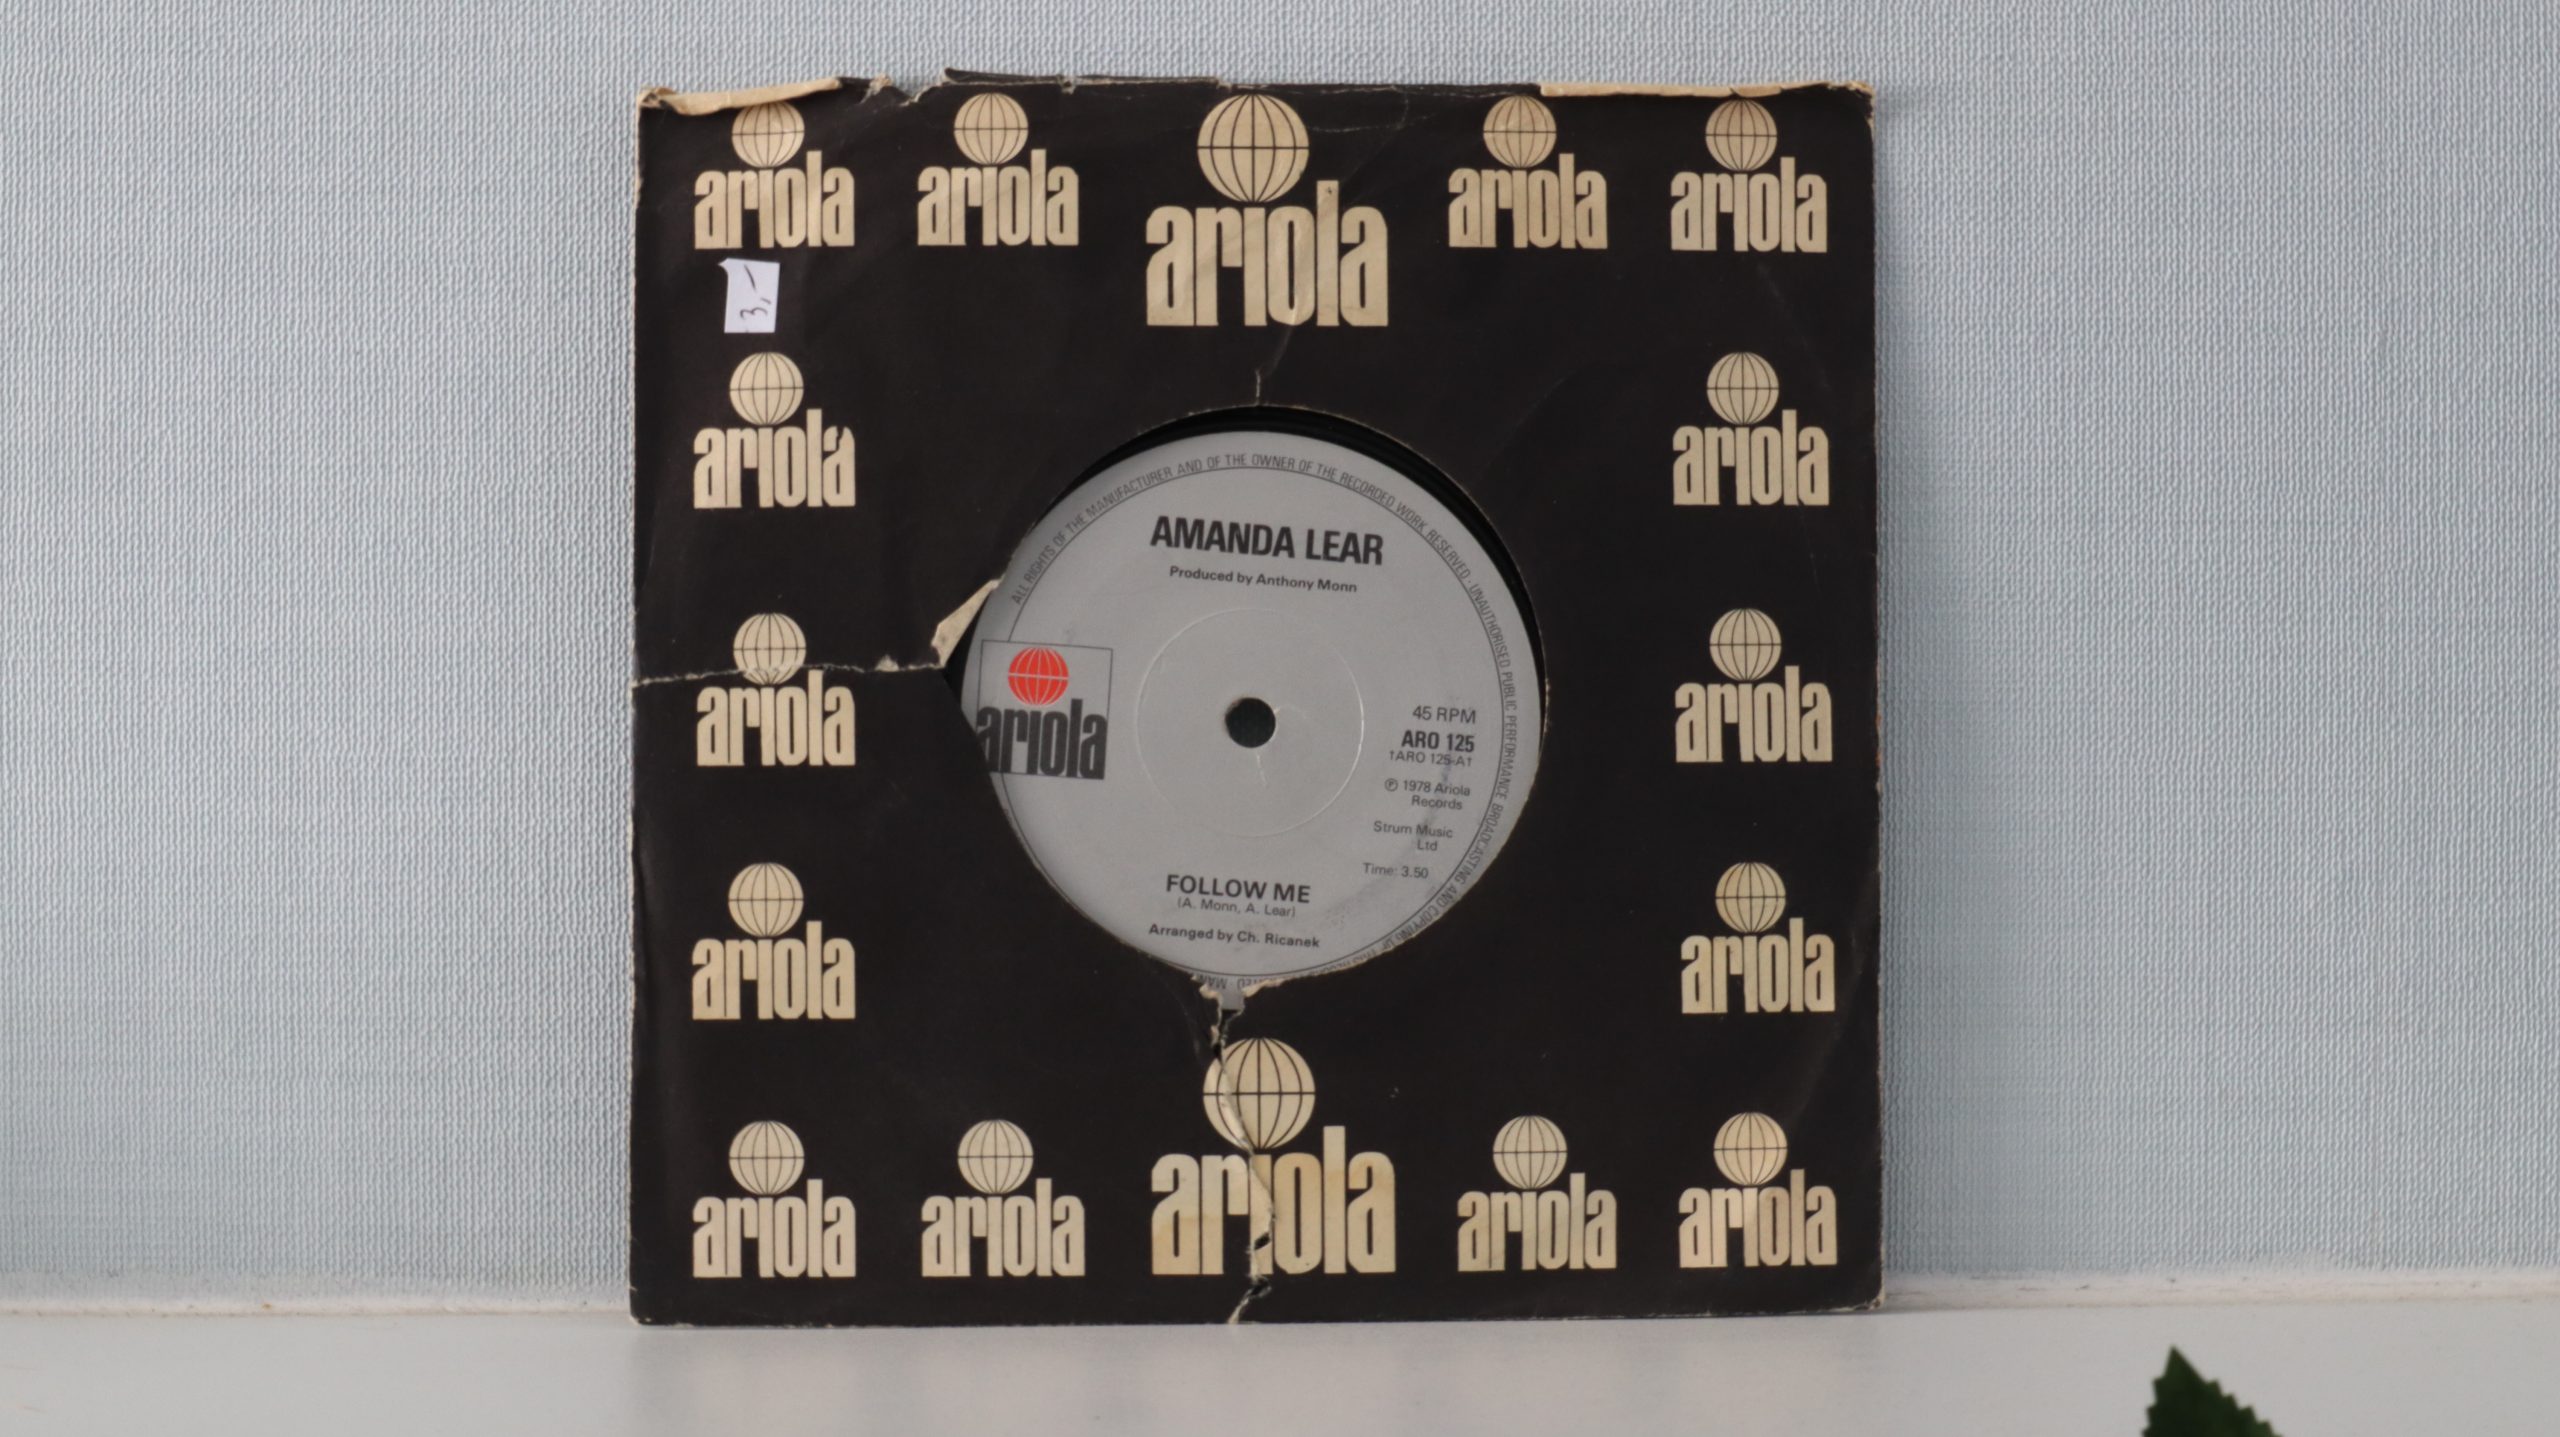 ariola ariola ariola ariola ariola
3,-
ariola ariola
ALL RIGHTS OF THE MANUFACTURER AND OF THE OWNER OF THE RECORDED WORK RESERVED · UNAUTHORISED PUBLIC PERFORMANCE BROADCASTING AND COPYING OF THIS RECORD
AMANDA LEAR
Produced by Anthony Monn
ariola ariola
ariola
45 RPM
ARO 125
†ARO 125-A†
℗ 1978 Ariola
Records
Strum Music
Ltd
Time: 3.50
FOLLOW ME
(A. Monn, A. Lear)
Arranged by Ch. Ricanek
ariola ariola
ariola ariola ariola ariola ariola